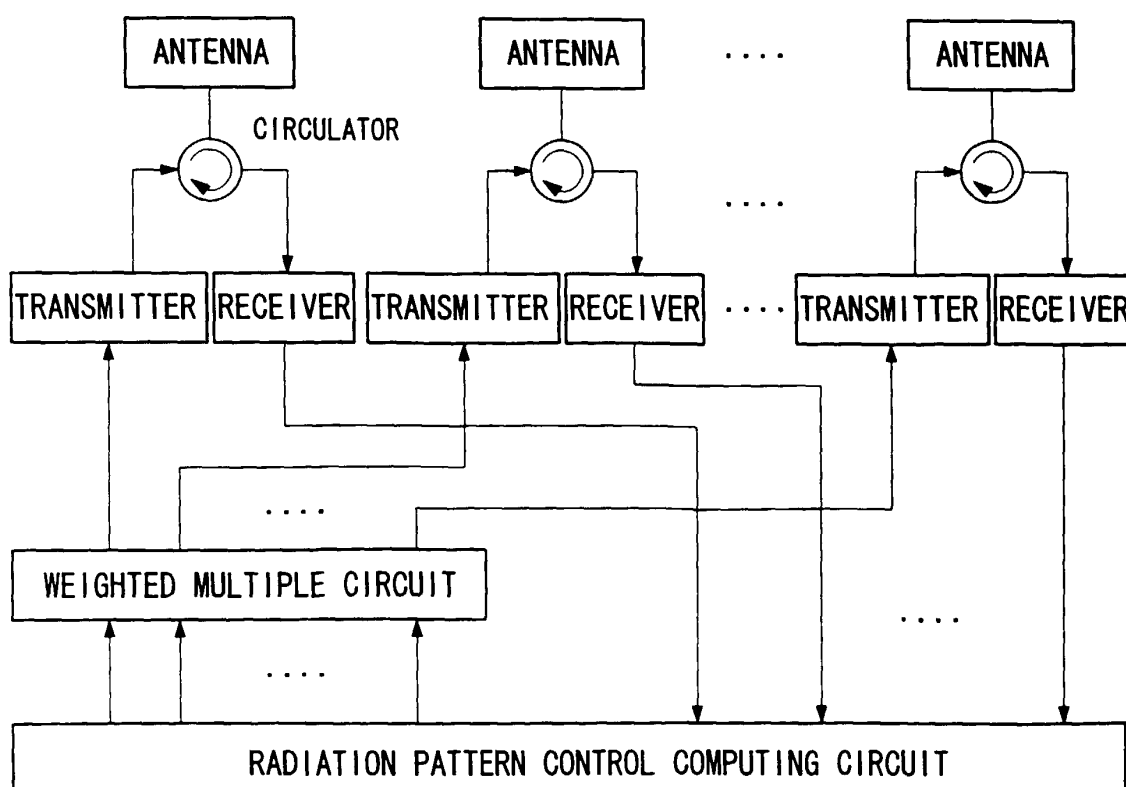 ANTENNA ANTENNA .... ANTENNA
CIRCULATOR
....
TRANSMITTER RECEIVER TRANSMITTER RECEIVER .... TRANSMITTER RECEIVER
....
WEIGHTED MULTIPLE CIRCUIT
....
....
RADIATION PATTERN CONTROL COMPUTING CIRCUIT